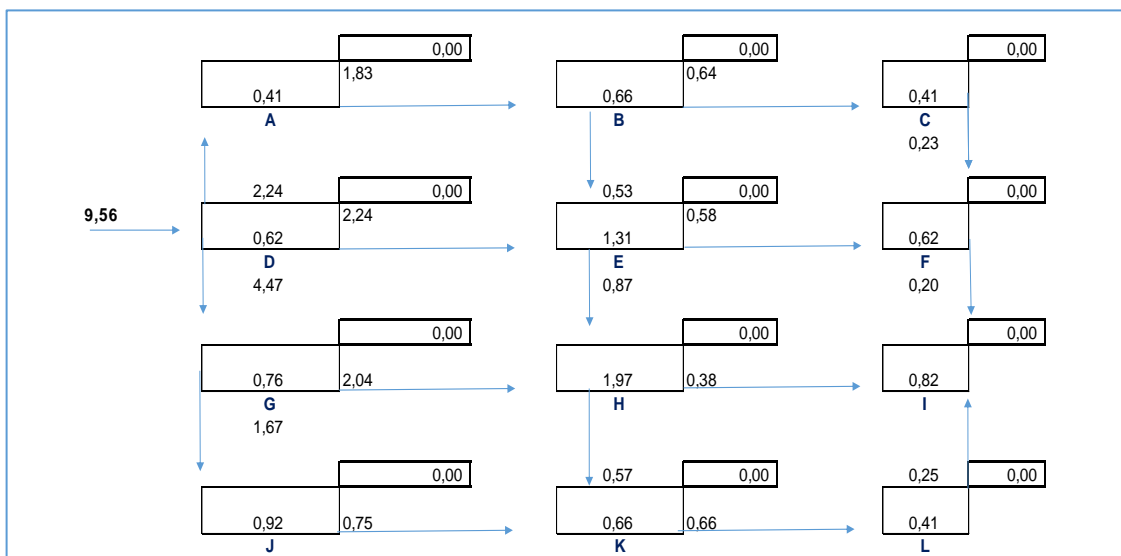 0,00 0,00 0,00
1,83 0,64
0,41 0,66 0,41
A B C
0,23
2,24 0,00 0,53 0,00 0,00
9,56 2,24 0,58
0,62 1,31 0,62
D E F
4,47 0,87 0,20
0,00 0,00 0,00
0,76 2,04 1,97 0,38 0,82
G H I
1,67
0,00 0,57 0,00 0,25 0,00
0,92 0,75 0,66 0,66 0,41
J K L